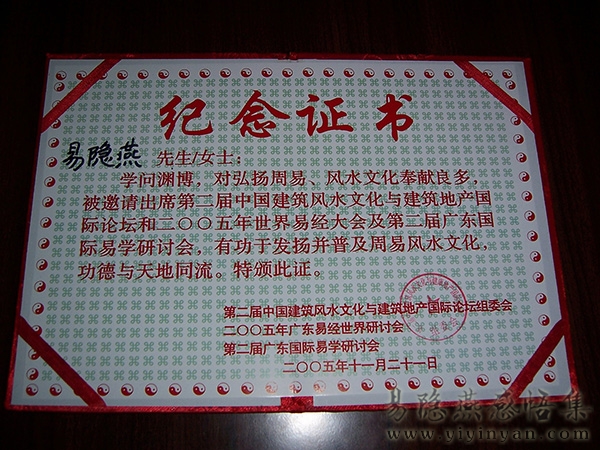 纪念证书
易隐燕 先生/女士：
学问渊博，对弘扬周易、风水文化奉献良多，
被邀请出席第二届中国建筑风水文化与建筑地产国
际论坛和二〇〇五年世界易经大会及第二届广东国
际易学研讨会，有功于发扬并普及周易风水文化，
功德与天地同流。特颁此证。
第二届中国建筑风水文化与建筑地产国际论坛组委会
二〇〇五年广东易经世界研讨会
第二届广东国际易学研讨会
二〇〇五年十一月二十一日
易隐燕感悟集
www.yiyinyan.com